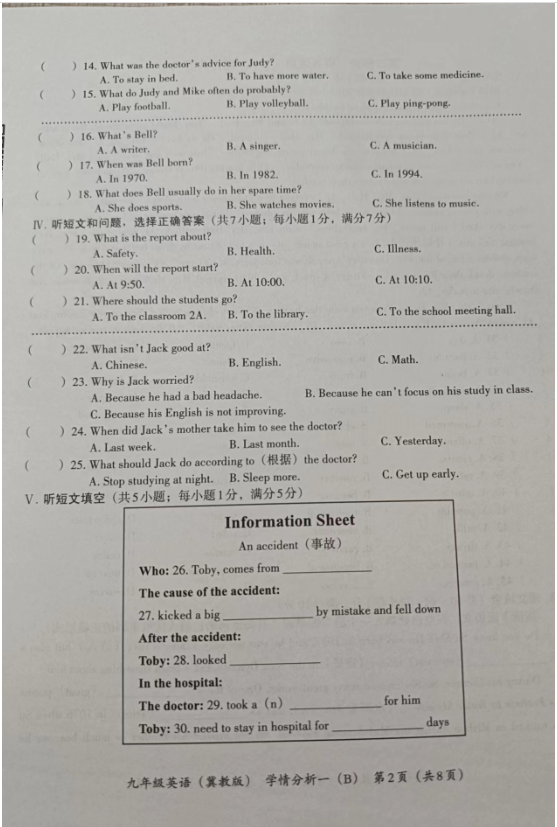 (    ) 14. What was the doctor's advice for Judy?
A. To stay in bed. B. To have more water. C. To take some medicine.
(    ) 15. What do Judy and Mike often do probably?
A. Play football. B. Play volleyball. C. Play ping-pong.
(    ) 16. What's Bell?
A. A writer. B. A singer. C. A musician.
(    ) 17. When was Bell born?
A. In 1970. B. In 1982. C. In 1994.
(    ) 18. What does Bell usually do in her spare time?
A. She does sports. B. She watches movies. C. She listens to music.
Ⅳ. 听短文和问题，选择正确答案（共7小题；每小题1分，满分7分）
(    ) 19. What is the report about?
A. Safety. B. Health. C. Illness.
(    ) 20. When will the report start?
A. At 9:50. B. At 10:00. C. At 10:10.
(    ) 21. Where should the students go?
A. To the classroom 2A. B. To the library. C. To the school meeting hall.
(    ) 22. What isn't Jack good at?
A. Chinese. B. English. C. Math.
(    ) 23. Why is Jack worried?
A. Because he had a bad headache. B. Because he can't focus on his study in class.
C. Because his English is not improving.
(    ) 24. When did Jack's mother take him to see the doctor?
A. Last week. B. Last month. C. Yesterday.
(    ) 25. What should Jack do according to（根据）the doctor?
A. Stop studying at night. B. Sleep more. C. Get up early.
Ⅴ. 听短文填空（共5小题；每小题1分，满分5分）
Information Sheet
An accident（事故）
Who: 26. Toby, comes from ____________
The cause of the accident:
27. kicked a big ____________ by mistake and fell down
After the accident:
Toby: 28. looked ____________
In the hospital:
The doctor: 29. took a（n）____________ for him
Toby: 30. need to stay in hospital for ____________ days
九年级英语（冀教版） 学情分析一（B） 第2页（共8页）